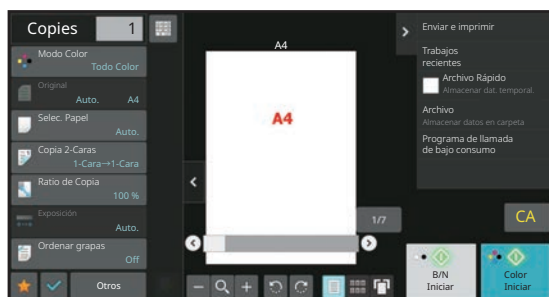 Copies 1
Modo Color
Todo Color
Original
Auto. A4
Selec. Papel
Auto.
Copia 2-Caras
1-Cara→1-Cara
Ratio de Copia
100 %
Exposición
Auto.
Ordenar grapas
Off
Otros
A4
A4
1/7
Enviar e imprimir
Trabajos
recientes
Archivo Rápido
Almacenar dat. temporal.
Archivo
Almacenar datos en carpeta
Programa de llamada
de bajo consumo
CA
B/N
Iniciar
Color
Iniciar